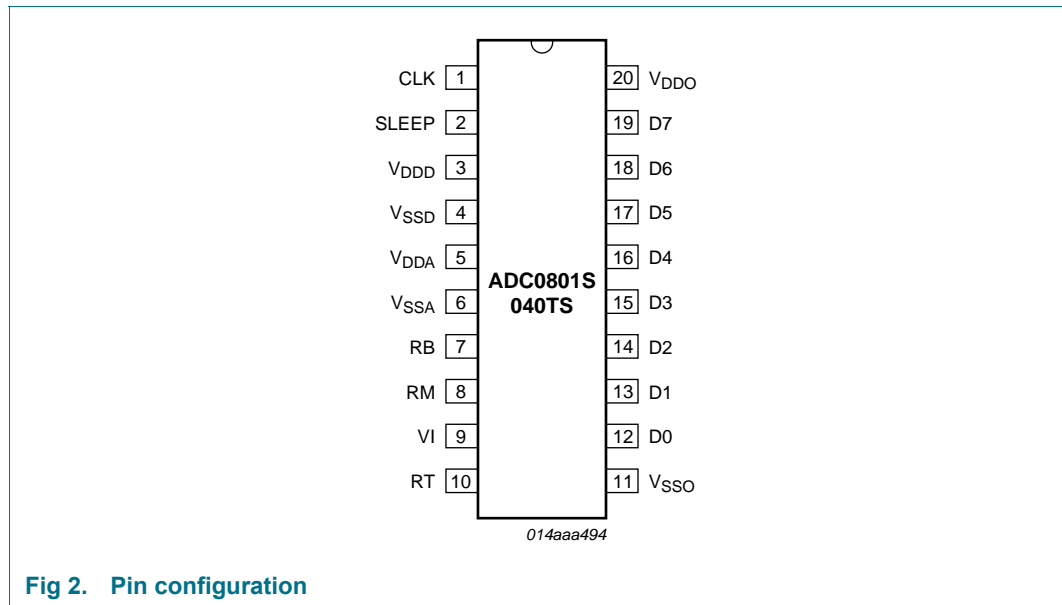 CLK 1
SLEEP 2
VDDD 3
VSSD 4
VDDA 5
VSSA 6
RB 7
RM 8
VI 9
RT 10
ADC0801S
040TS
20 VDDO
19 D7
18 D6
17 D5
16 D4
15 D3
14 D2
13 D1
12 D0
11 VSSO
014aaa494
Fig 2. Pin configuration